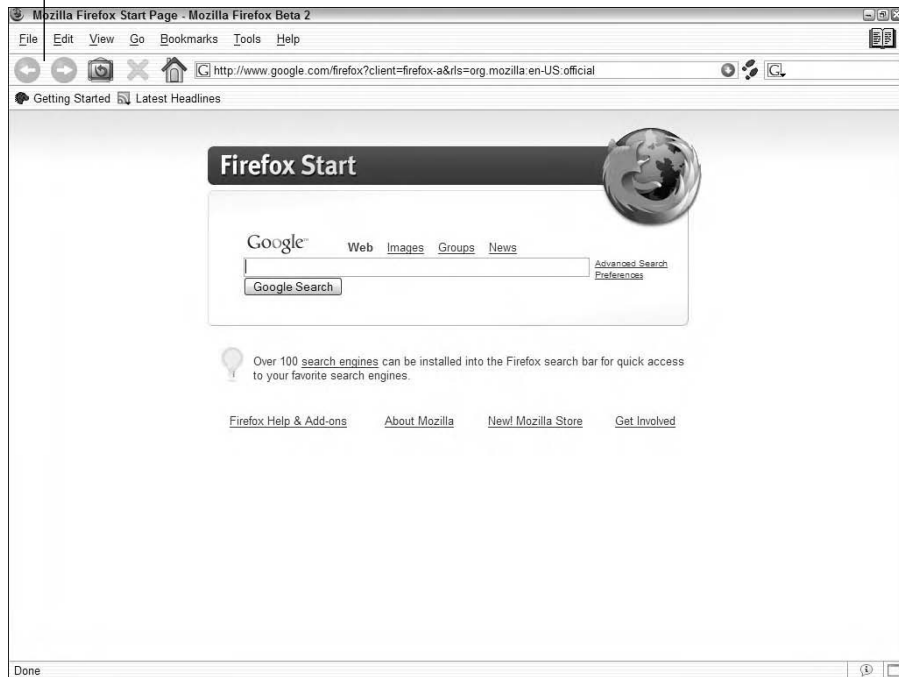 Mozilla Firefox Start Page - Mozilla Firefox Beta 2
File Edit View Go Bookmarks Tools Help
G http://www.google.com/firefox?client=firefox-a&rls=org.mozilla:en-US:official G
Getting Started Latest Headlines
Firefox Start
Google™ Web Images Groups News
Advanced Search
Preferences
Google Search
Over 100 search engines can be installed into the Firefox search bar for quick access
to your favorite search engines.
Firefox Help & Add-ons About Mozilla New! Mozilla Store Get Involved
Done